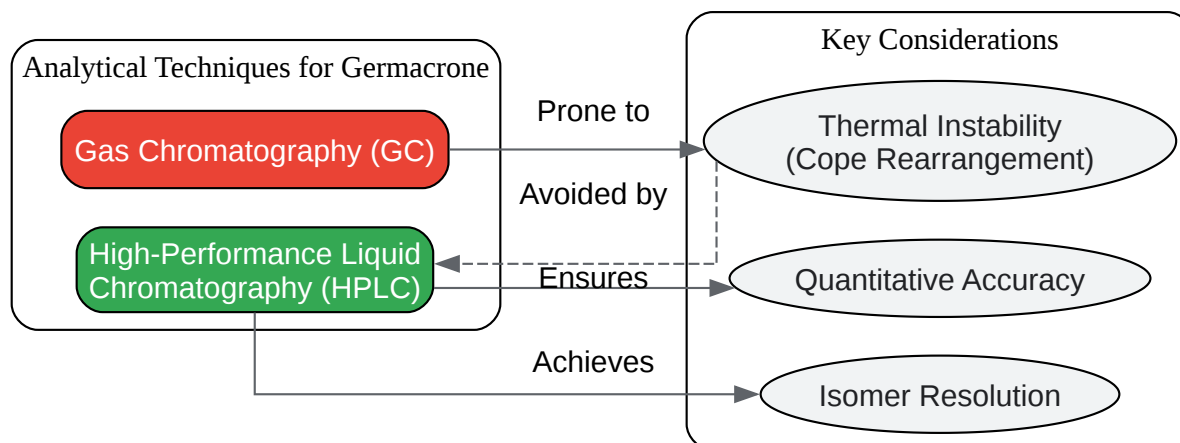 Analytical Techniques for Germacrone
Gas Chromatography (GC)
High-Performance Liquid
Chromatography (HPLC)
Prone to
Avoided by
Ensures
Achieves
Key Considerations
Thermal Instability
(Cope Rearrangement)
Quantitative Accuracy
Isomer Resolution